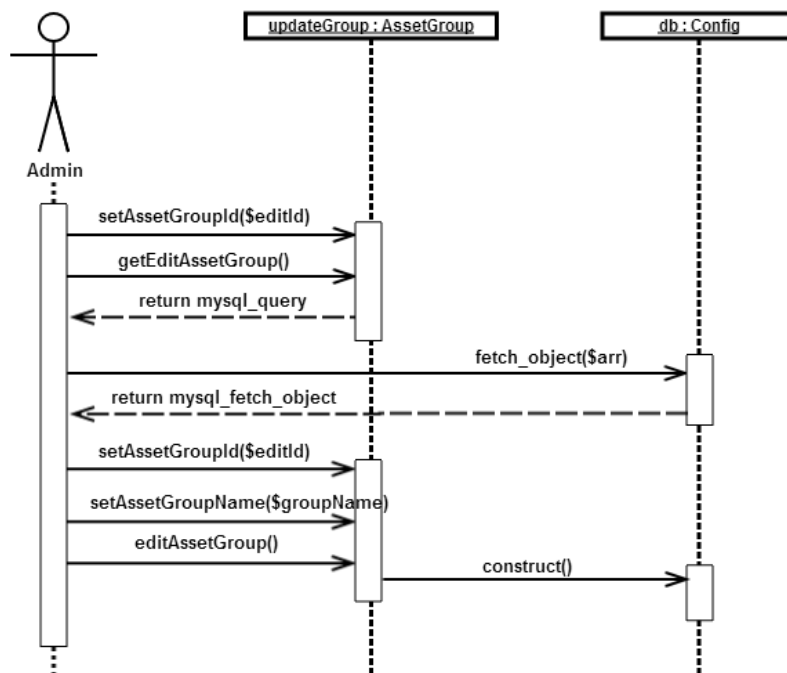 updateGroup : AssetGroup
db : Config
Admin
setAssetGroupId($editId)
getEditAssetGroup()
return mysql_query
fetch_object($arr)
return mysql_fetch_object
setAssetGroupId($editId)
setAssetGroupName($groupName)
editAssetGroup()
construct()